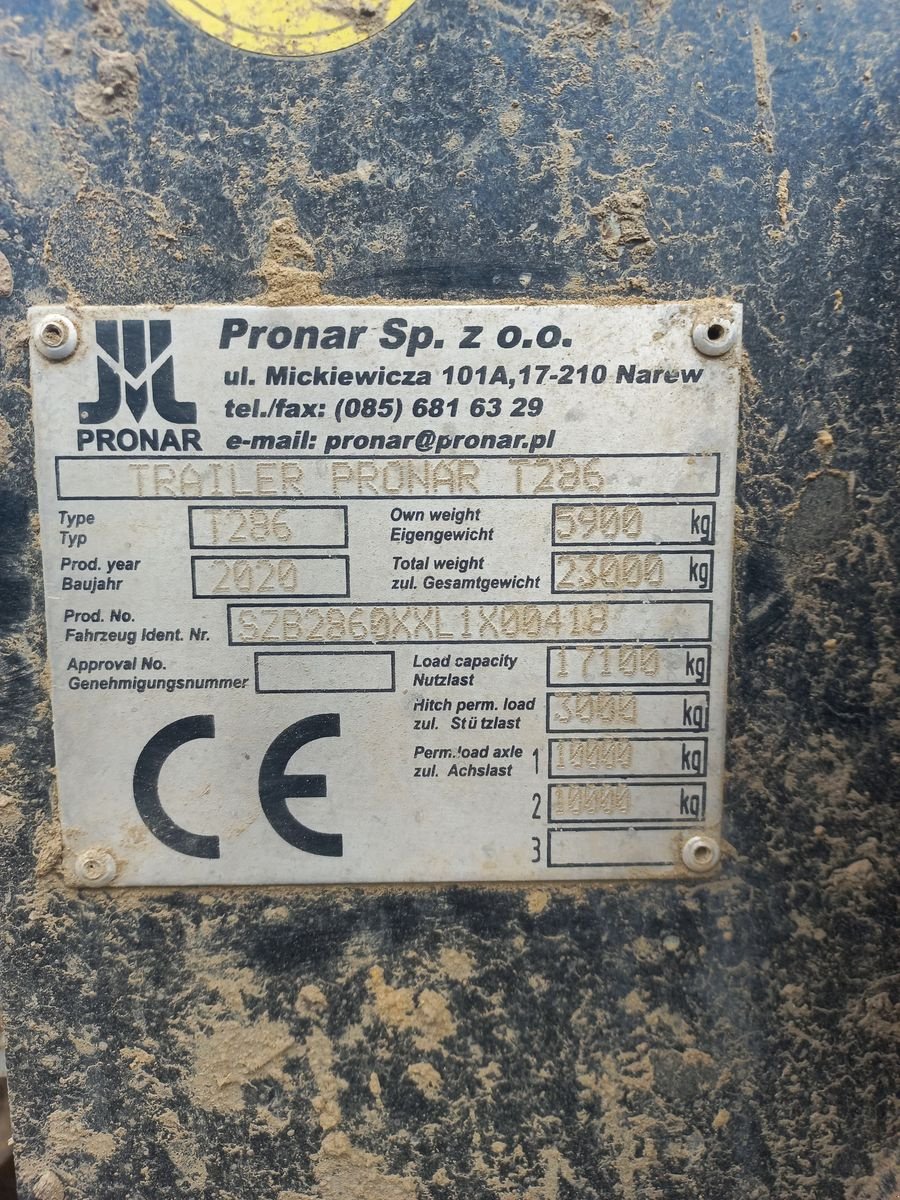 Pronar Sp. z o.o.
ul. Mickiewicza 101A,17-210 Narew
tel./fax: (085) 681 63 29
PRONAR e-mail: pronar@pronar.pl
TRAILER PRONAR T286
Type
Typ T286
Own weight
Eigengewicht 5900 kg
Prod. year
Baujahr 2020
Total weight
zul. Gesamtgewicht 23000 kg
Prod. No.
Fahrzeug Ident. Nr. SZB2860XXL1X00418
Approval No.
Genehmigungsnummer
Load capacity
Nutzlast 17100 kg
Hitch perm. load
zul. Stützlast 3000 kg
Perm.load axle
zul. Achslast 1 10000 kg
2 10000 kg
3
CE